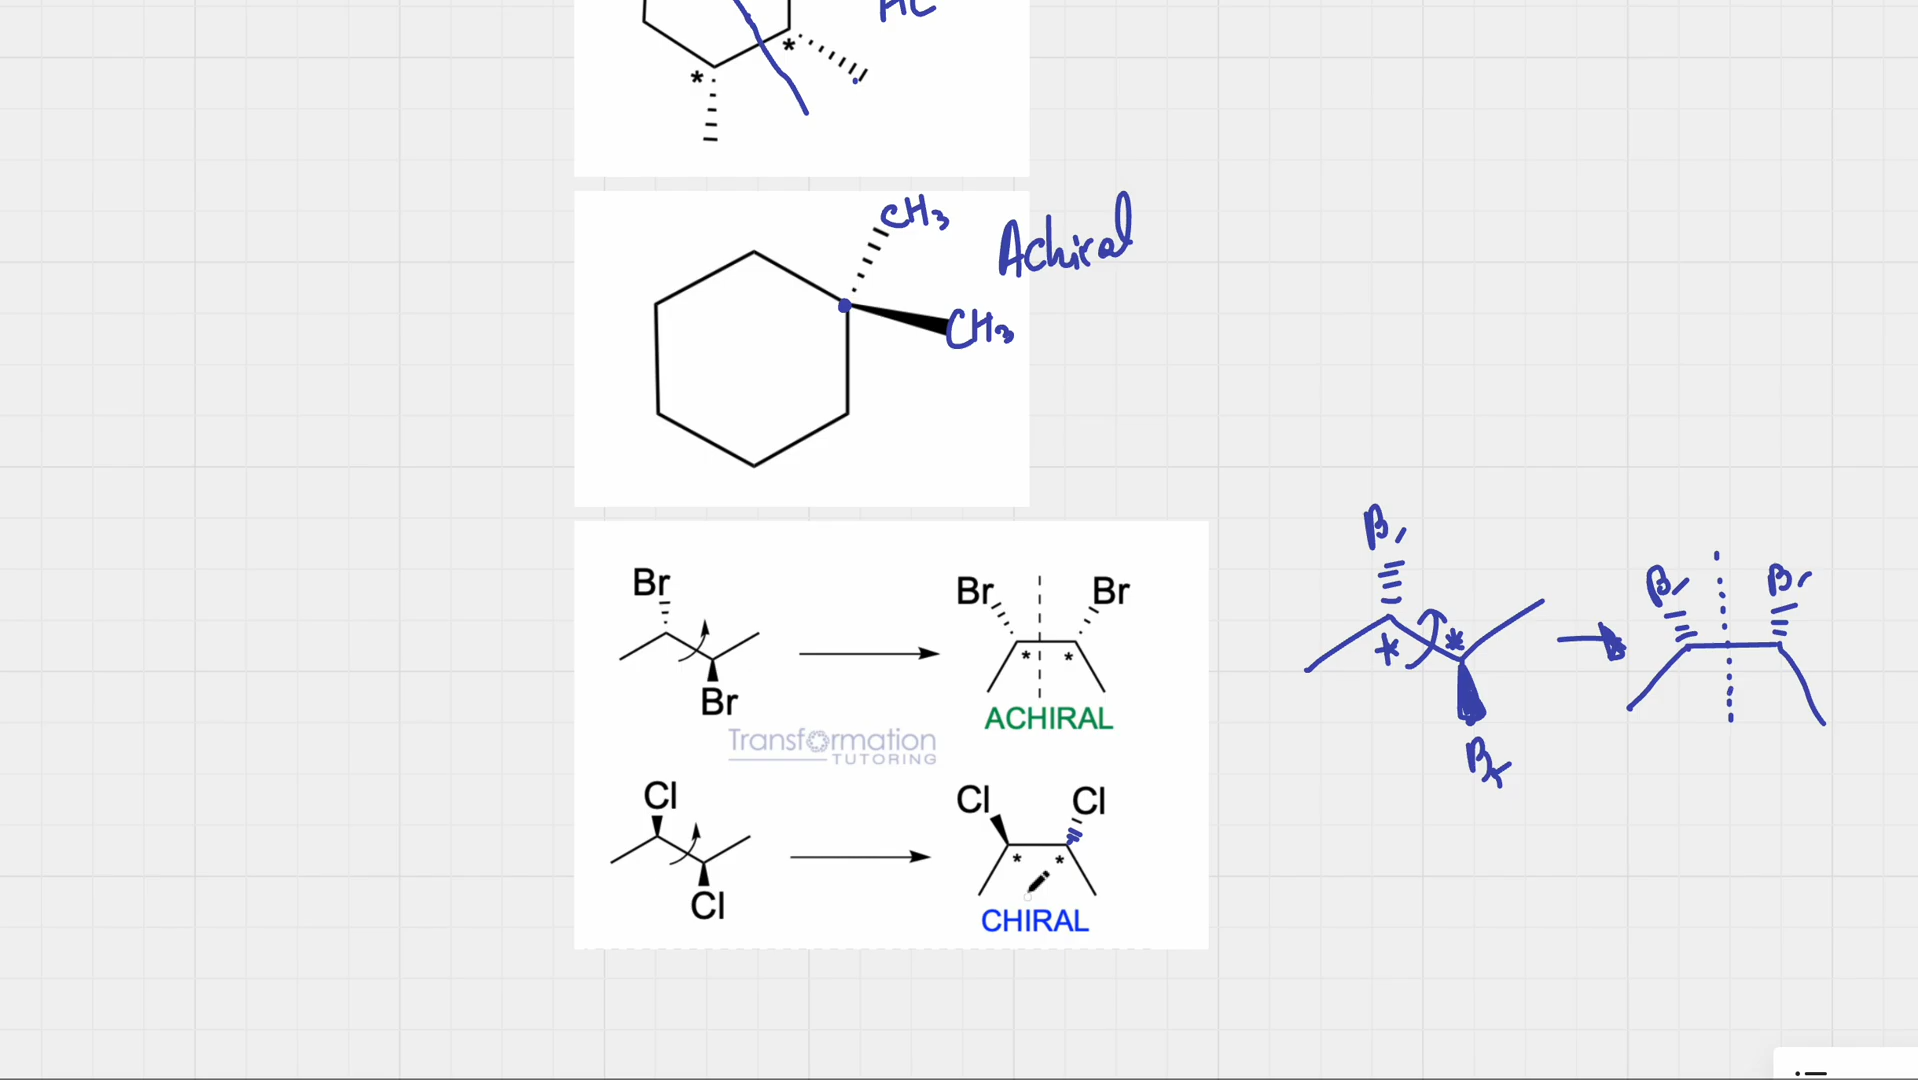 *
*
CH3
Achiral
CH3
Br
Br
Br
Br
ACHIRAL
* *
Transformation
TUTORING
Cl
Cl
Cl
Cl
* *
CHIRAL
Br
* *
Br
Br
Br